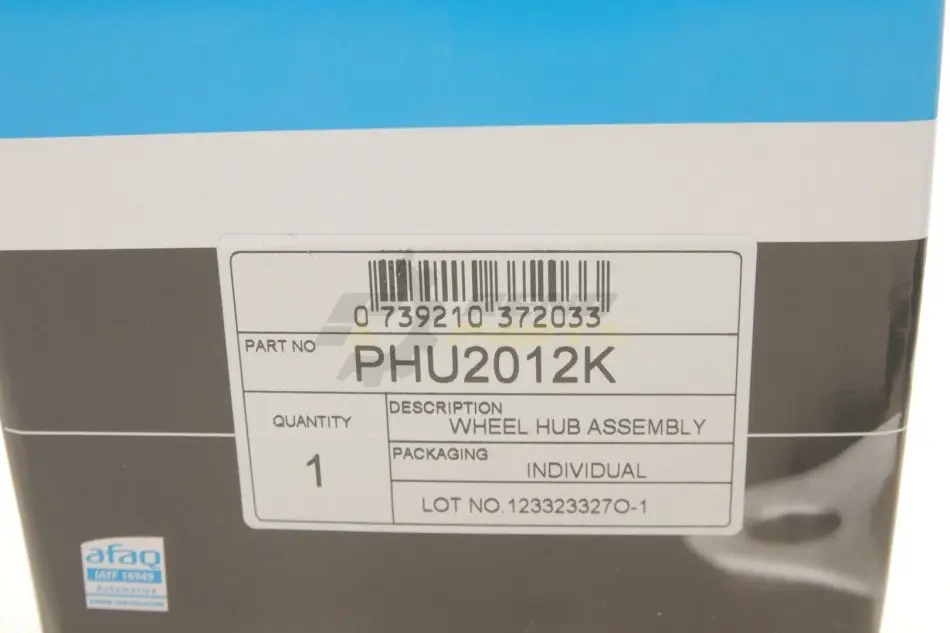 0 739210 372033
PART NO PHU2012K
QUANTITY
1
DESCRIPTION
WHEEL HUB ASSEMBLY
PACKAGING
INDIVIDUAL
LOT NO.123323327O-1
afaq
IATF 16949
Automotive